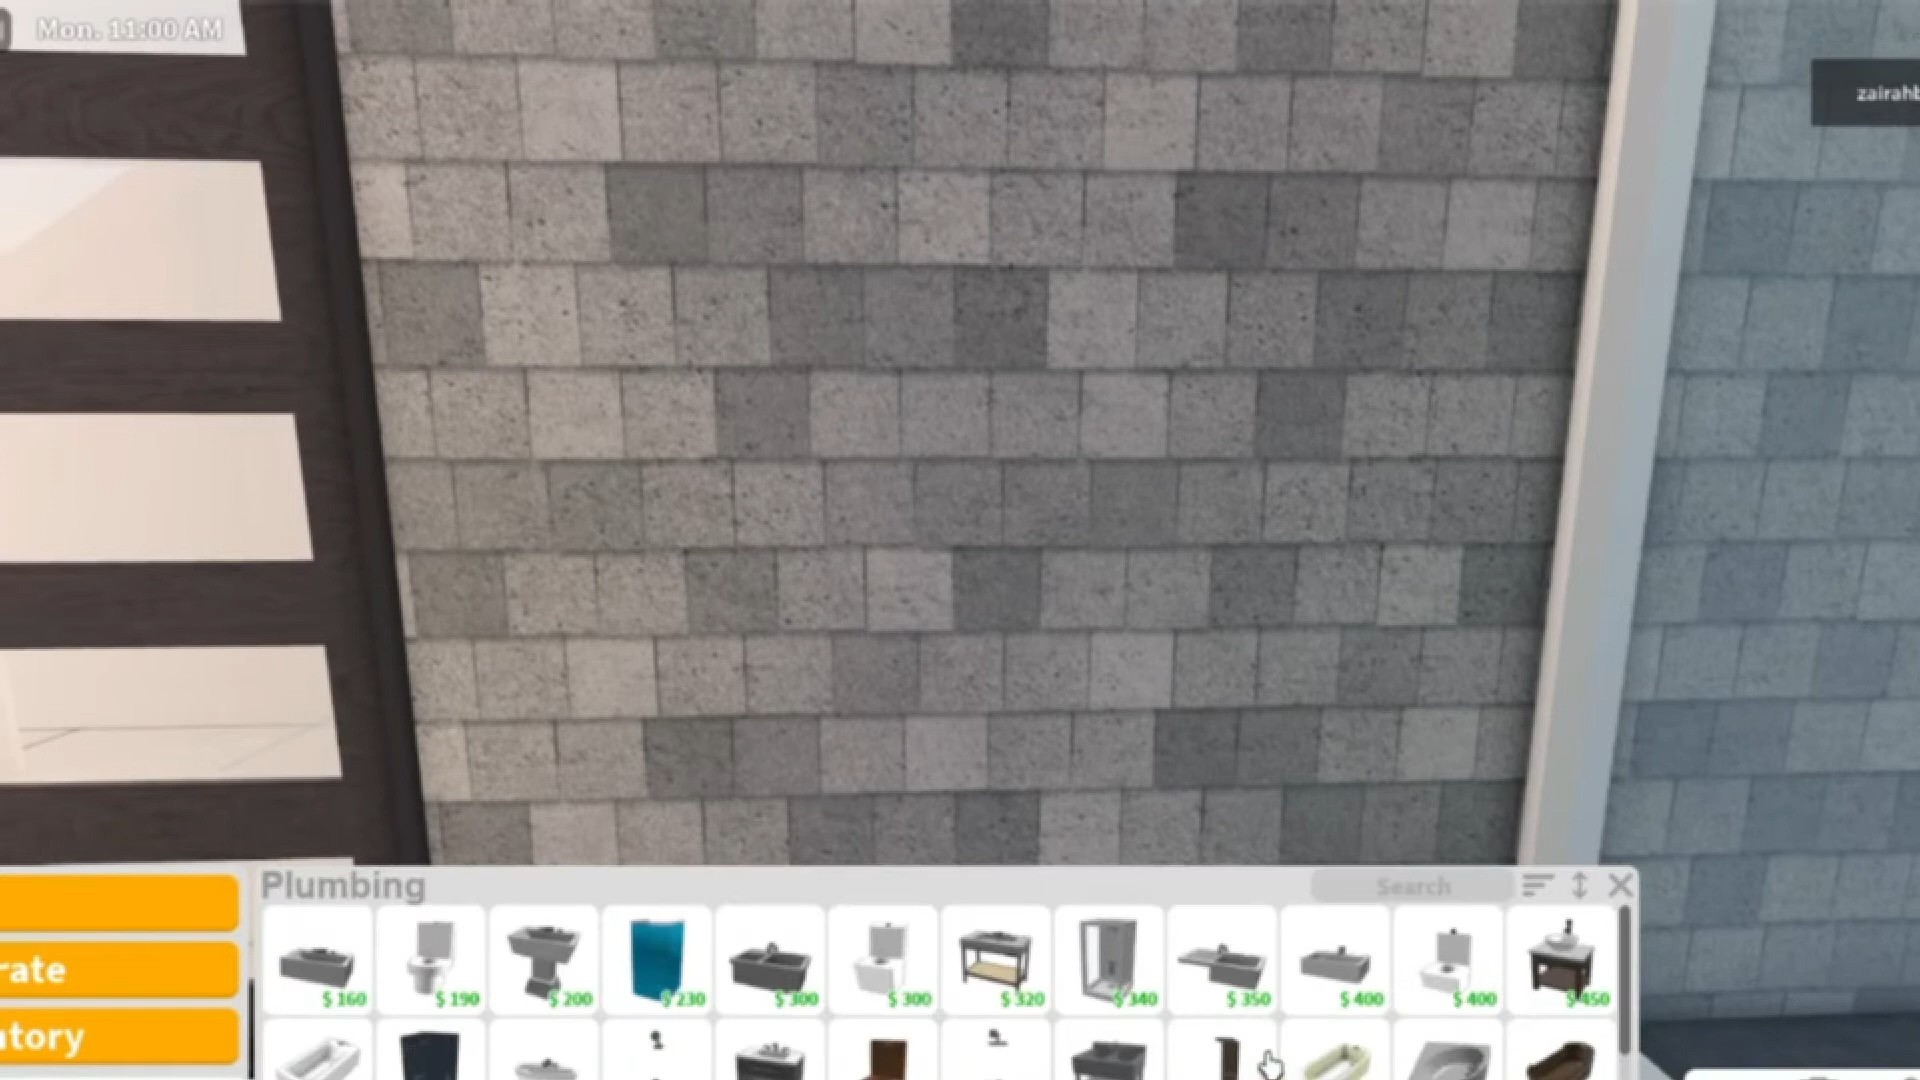 Mon. 11:00 AM
zairahb
Plumbing
Search
$ 160
$ 190
$ 200
$ 230
$ 300
$ 300
$ 320
$ 340
$ 350
$ 400
$ 400
$ 450
rate
ntory